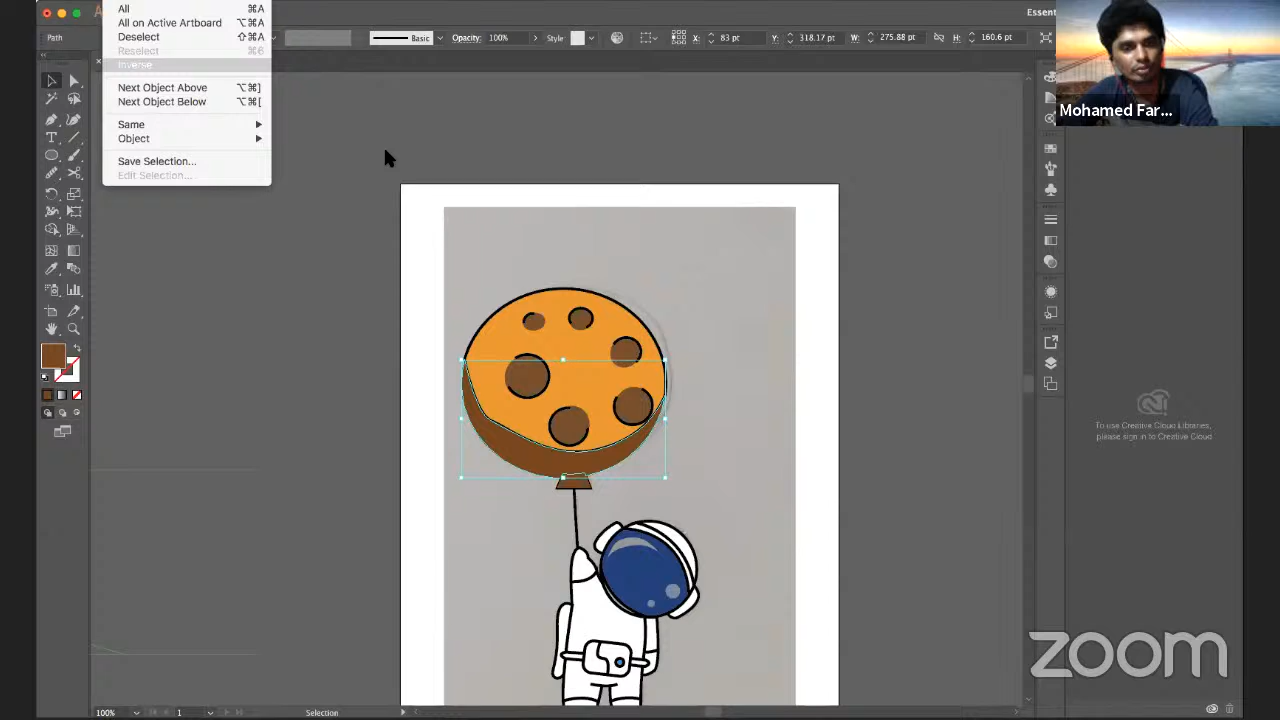 All ⌘A
Essent
All on Active Artboard ⌥⌘A
Deselect ⇧⌘A
Path
Basic
Opacity: 100%
Style
X: 83 pt
Y: 318.17 pt
W: 275.88 pt
H: 160.6 pt
Reselect ⌘6
Inverse
Next Object Above ⌥⌘]
Next Object Below ⌥⌘[
Same
Object
Save Selection...
Edit Selection...
Mohamed Far...
To use Creative Cloud Libraries,
please sign in to Creative Cloud
zoom
100%
1
Selection